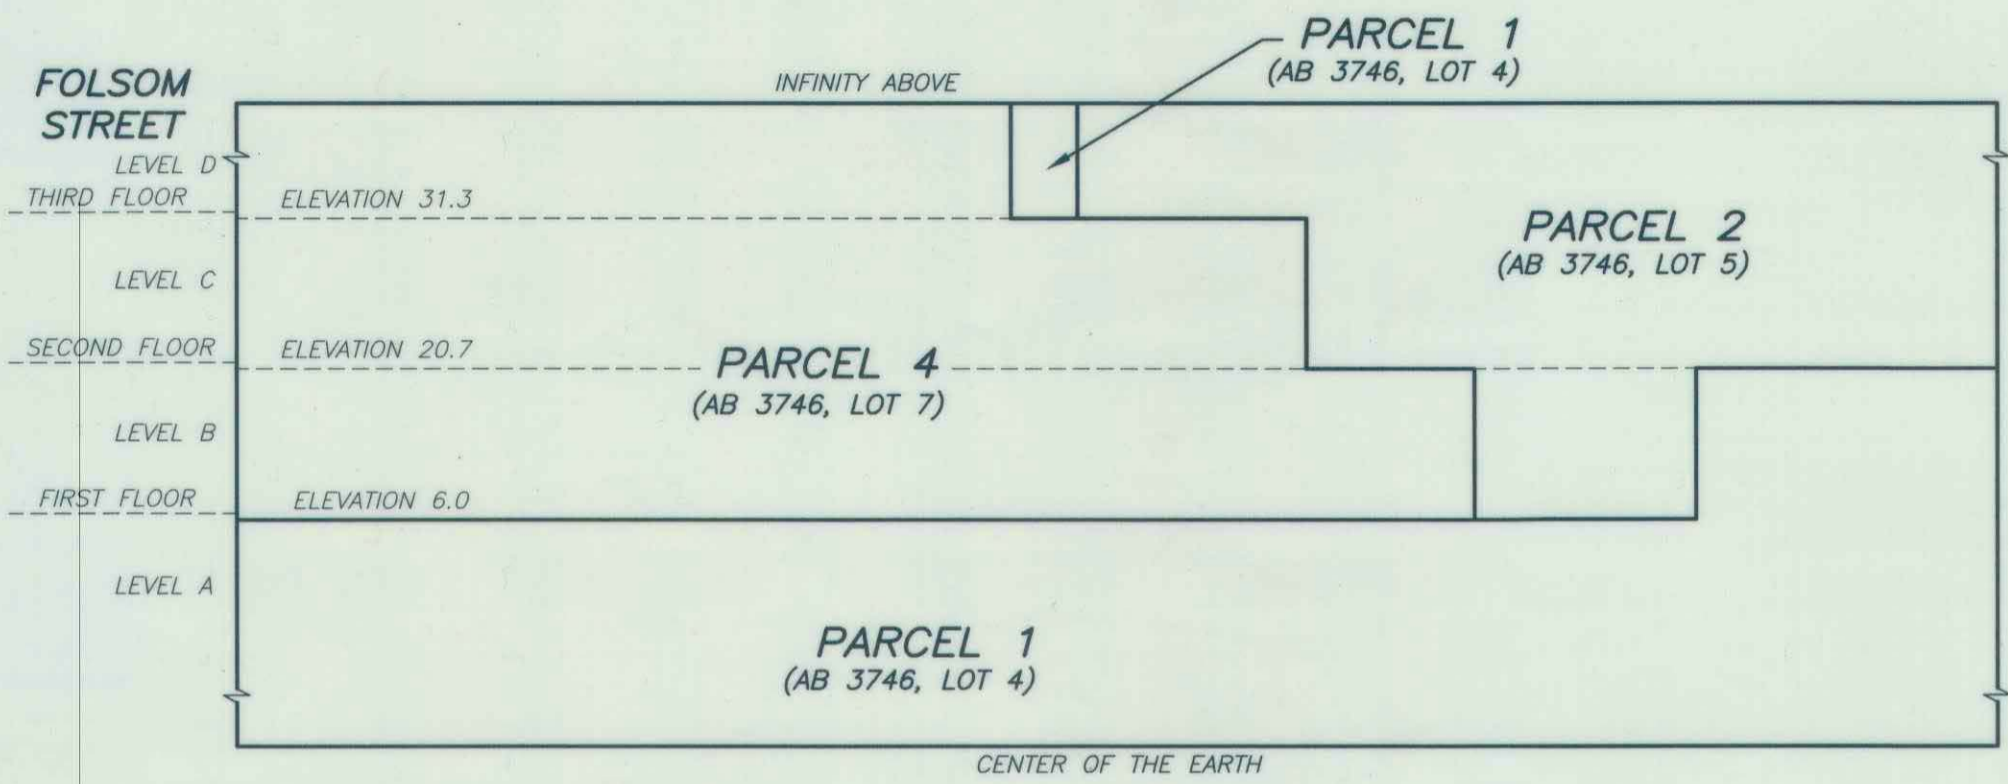 PARCEL 1
(AB 3746, LOT 4)
INFINITY ABOVE
FOLSOM
STREET
LEVEL D
THIRD FLOOR
ELEVATION 31.3
PARCEL 2
(AB 3746, LOT 5)
LEVEL C
SECOND FLOOR
ELEVATION 20.7
PARCEL 4
(AB 3746, LOT 7)
LEVEL B
FIRST FLOOR
ELEVATION 6.0
LEVEL A
PARCEL 1
(AB 3746, LOT 4)
CENTER OF THE EARTH